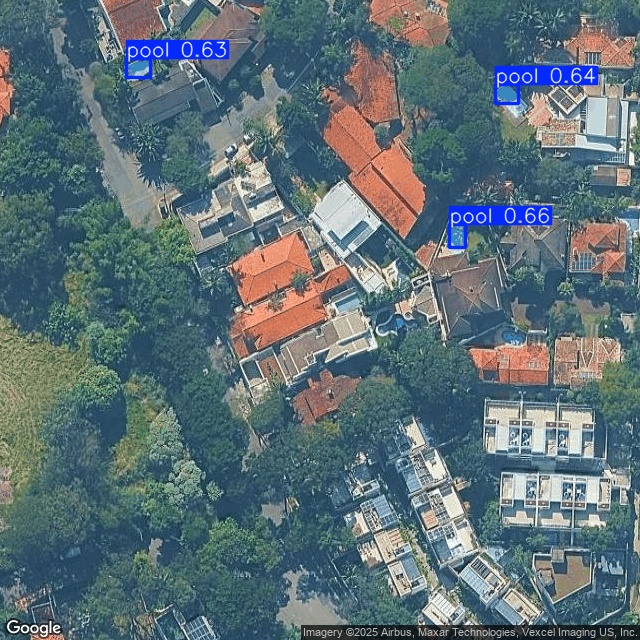 pool 0.63
pool 0.64
pool 0.66
Google
Imagery ©2025 Airbus, Maxar Technologies, Vexcel Imaging US, Inc.